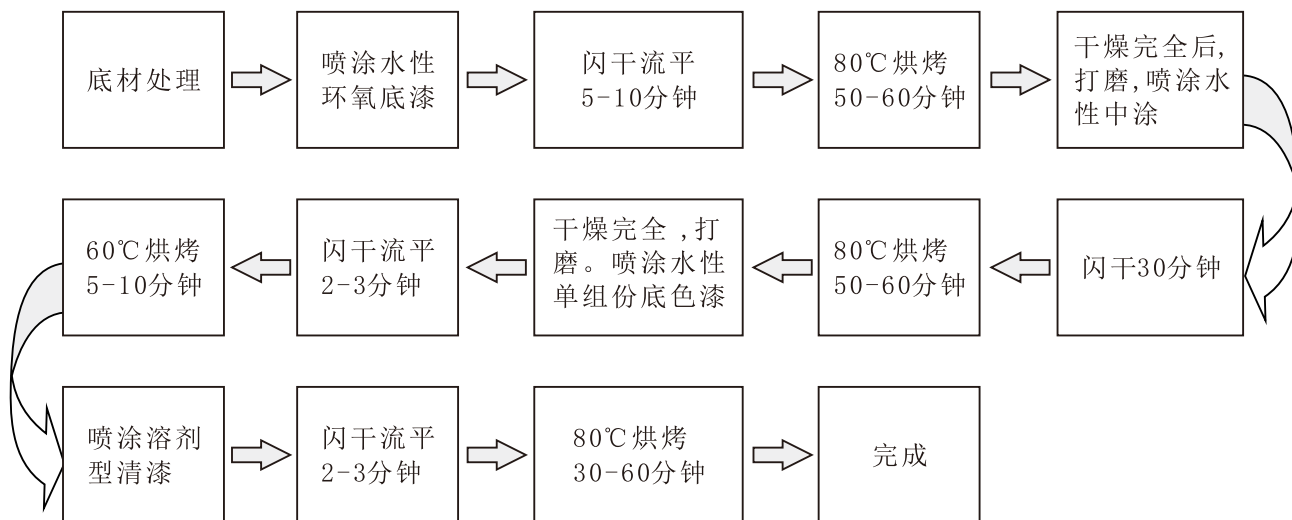 底材处理
喷涂水性
环氧底漆
闪干流平
5-10分钟
80℃烘烤
50-60分钟
干燥完全后,
打磨,喷涂水
性中涂
闪干30分钟
80℃烘烤
50-60分钟
干燥完全,打
磨。喷涂水性
单组份底色漆
闪干流平
2-3分钟
60℃烘烤
5-10分钟
喷涂溶剂
型清漆
闪干流平
2-3分钟
80℃烘烤
30-60分钟
完成